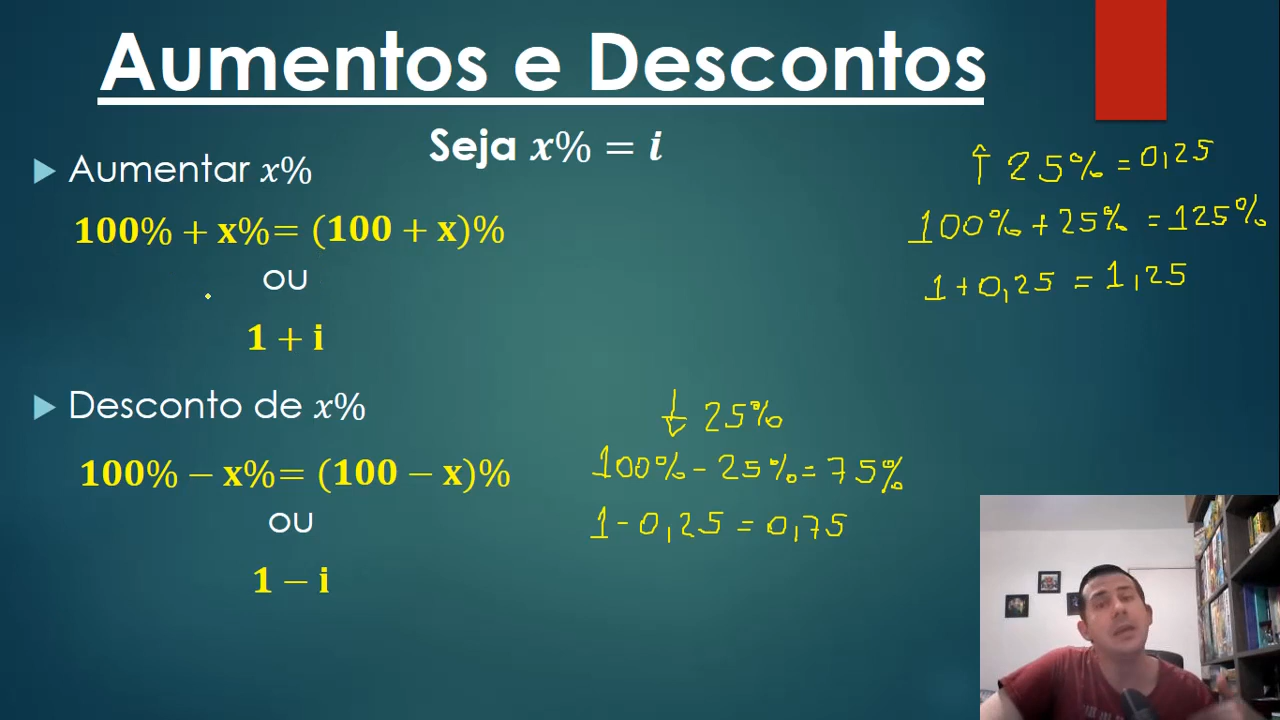 Aumentos e Descontos
Seja x% = i
Aumentar x%
100% + x%= (100 + x)%
ou
1 + i
↑ 25% = 0,25
100% + 25% = 125%
1 + 0,25 = 1,25
Desconto de x%
100% − x%= (100 − x)%
ou
1 − i
↓ 25%
100% - 25% = 75%
1 - 0,25 = 0,75